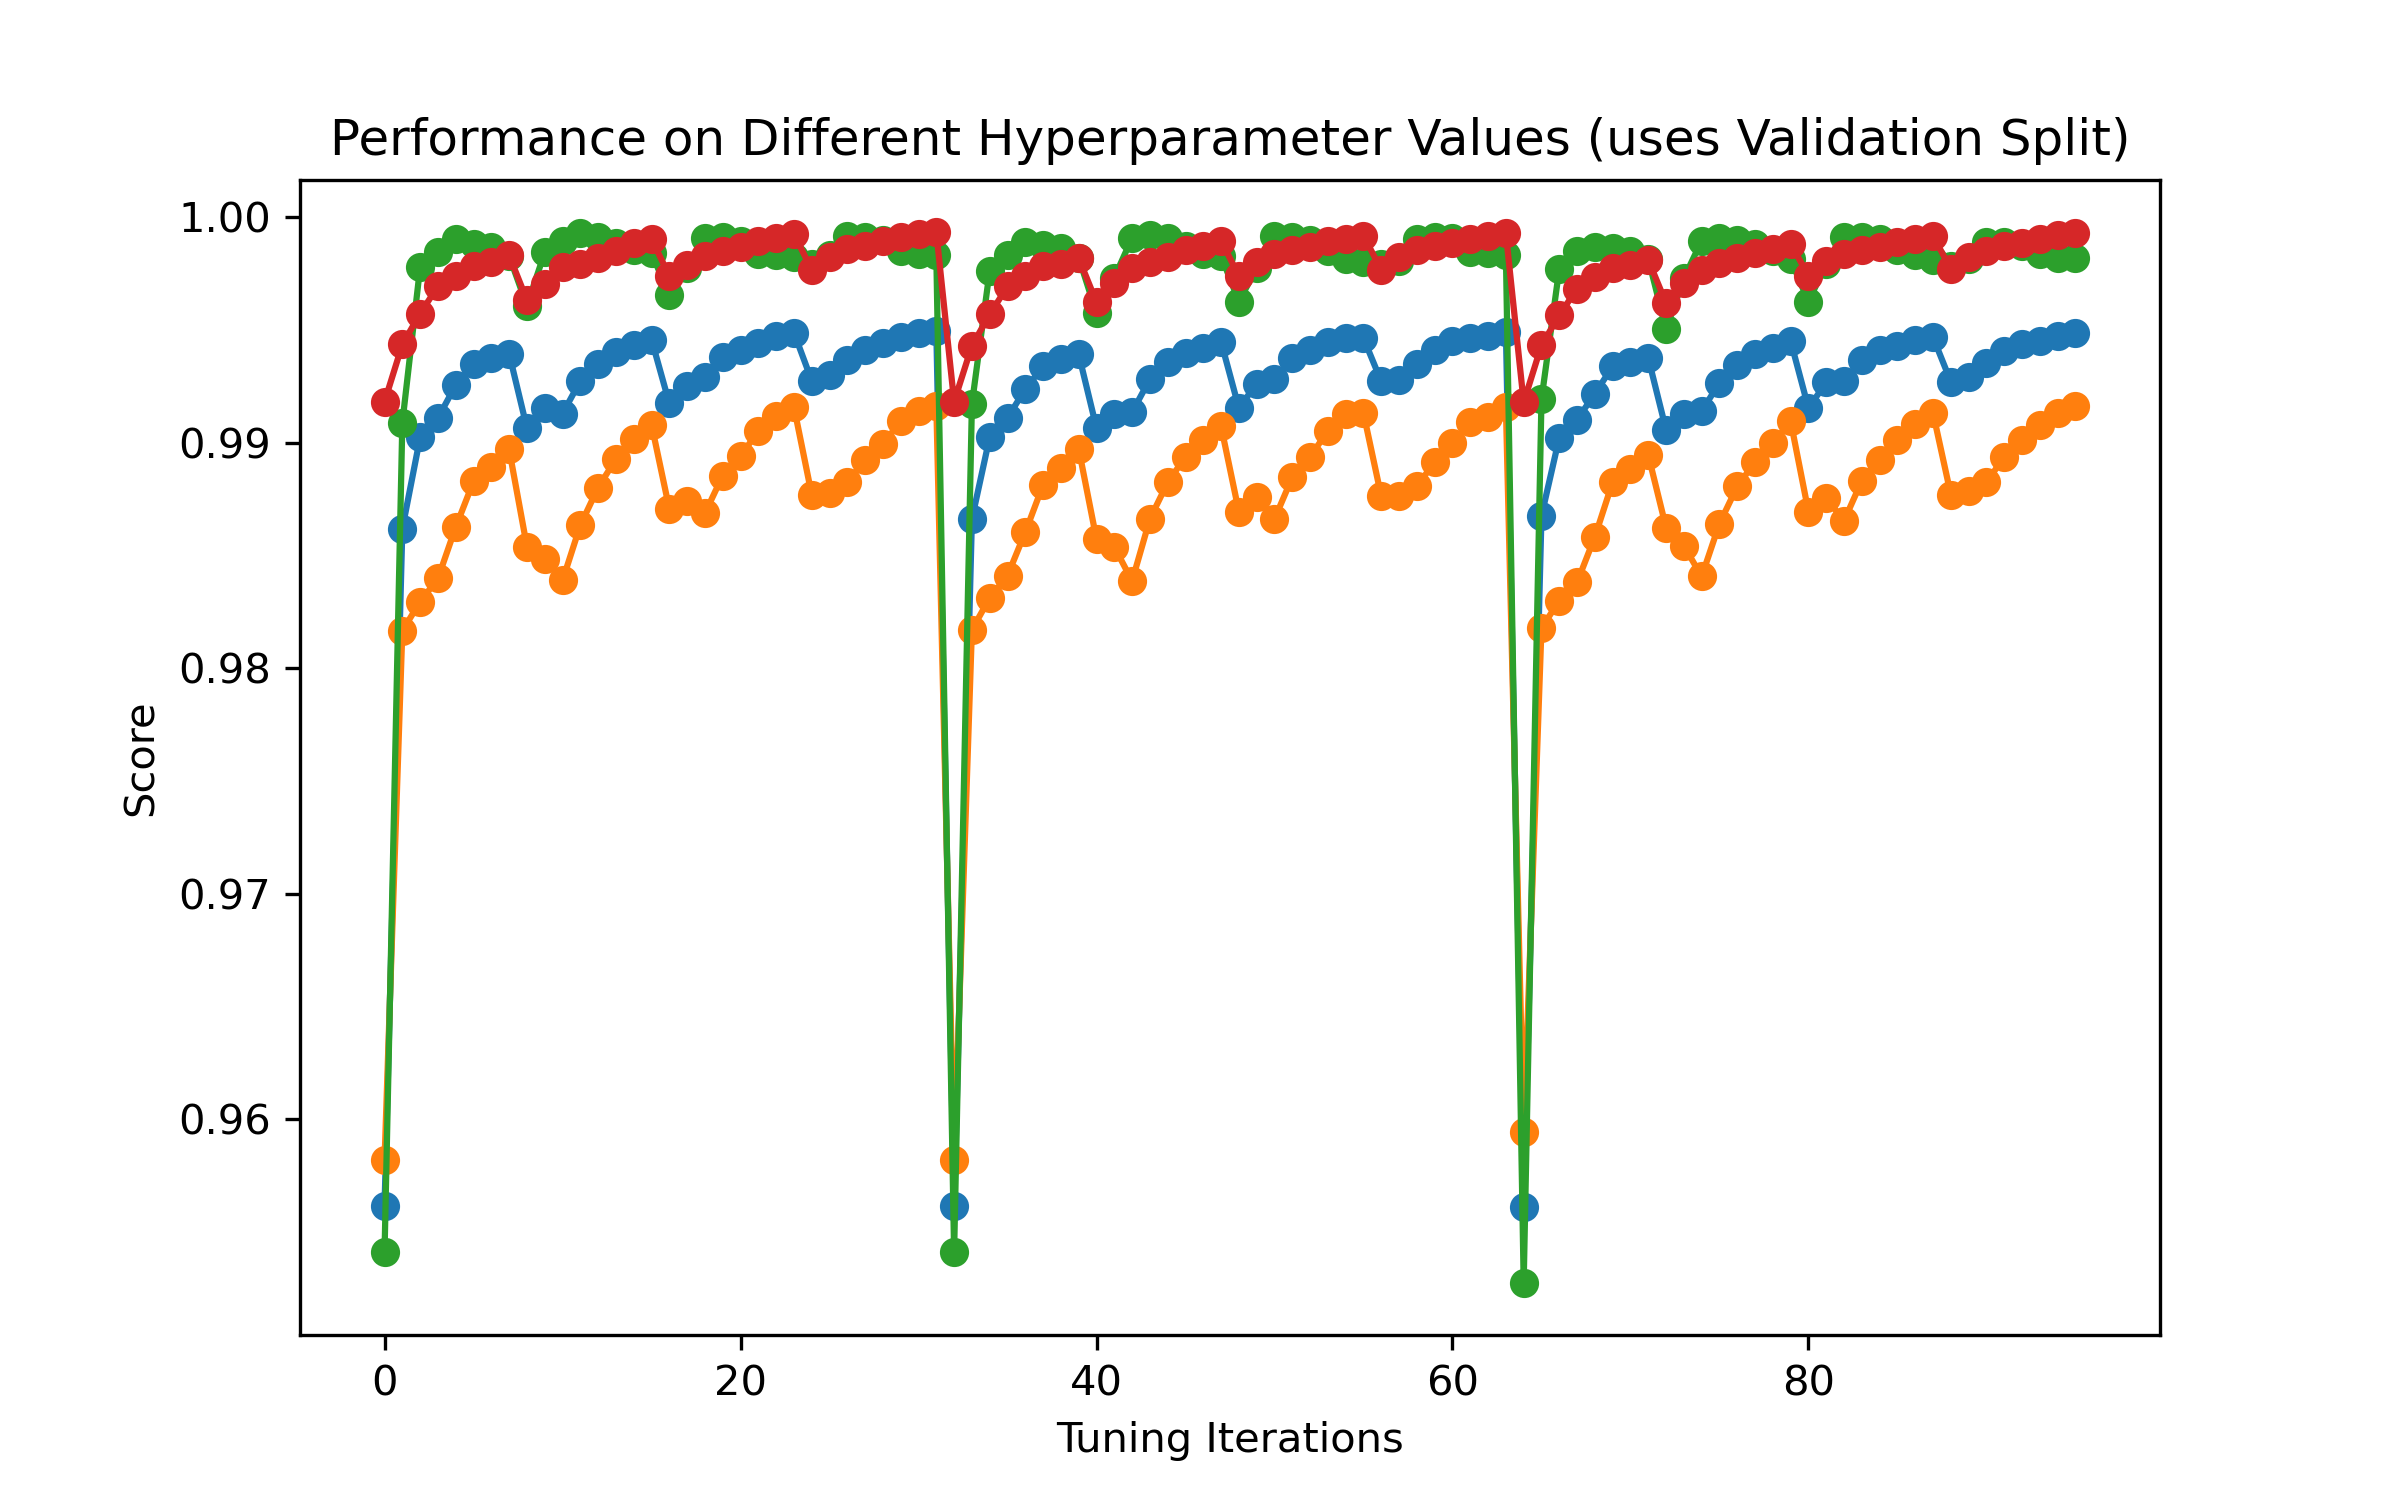 Performance on Different Hyperparameter Values (uses Validation Split)
1.00
0.99
0.98
0.97
0.96
Score
0 20 40 60 80
Tuning Iterations